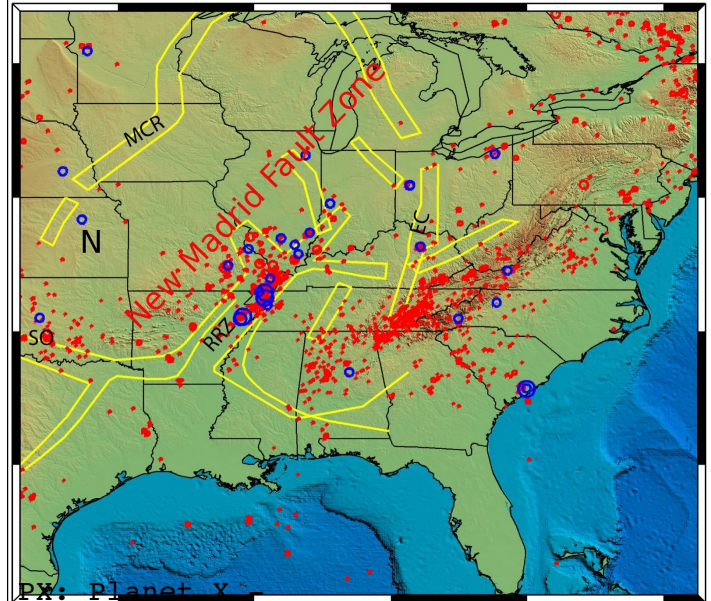 MCR
New Madrid Fault Zone
EC
N
SO
RRZ
PX: Planet X -